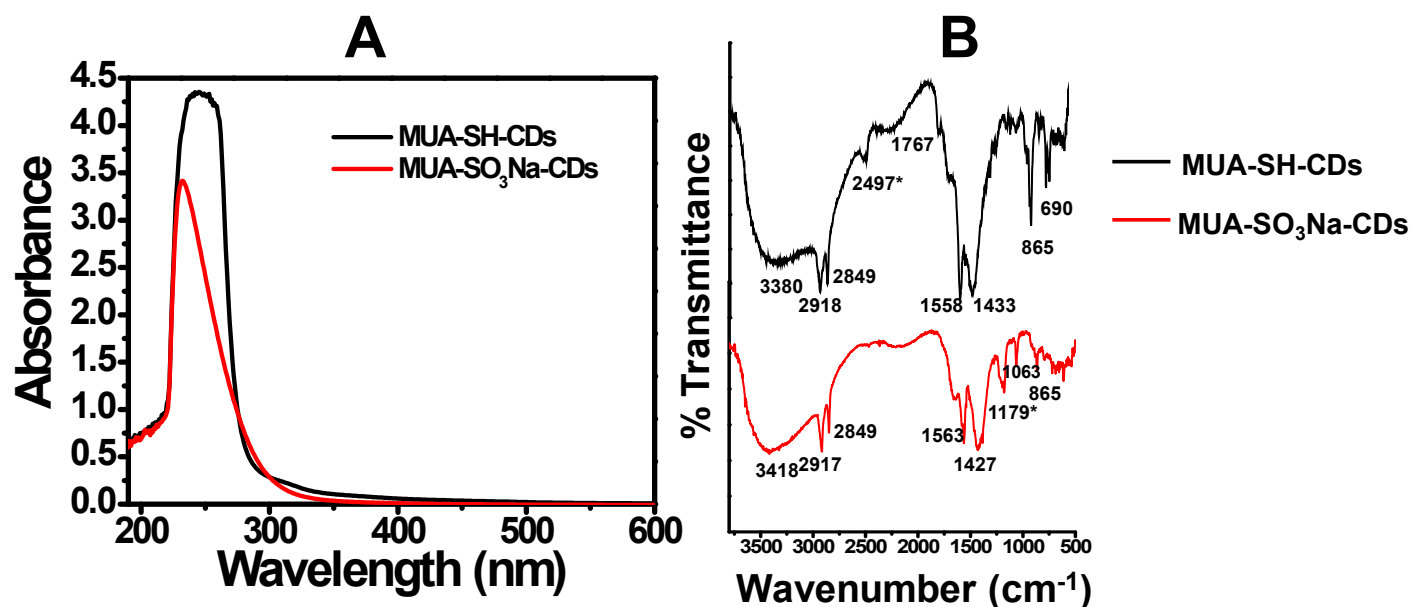 A
4.5
4.0
3.5
3.0
2.5
2.0
1.5
1.0
0.5
0.0
Absorbance
MUA-SH-CDs
MUA-SO₃Na-CDs
200 300 400 500 600
Wavelength (nm)
B
% Transmittance
1767
2497*
690
865
3380
2918
2849
1558
1433
1063
865
1179*
2849
1563
3418
2917
1427
3500 3000 2500 2000 1500 1000 500
Wavenumber (cm⁻¹)
MUA-SH-CDs
MUA-SO₃Na-CDs